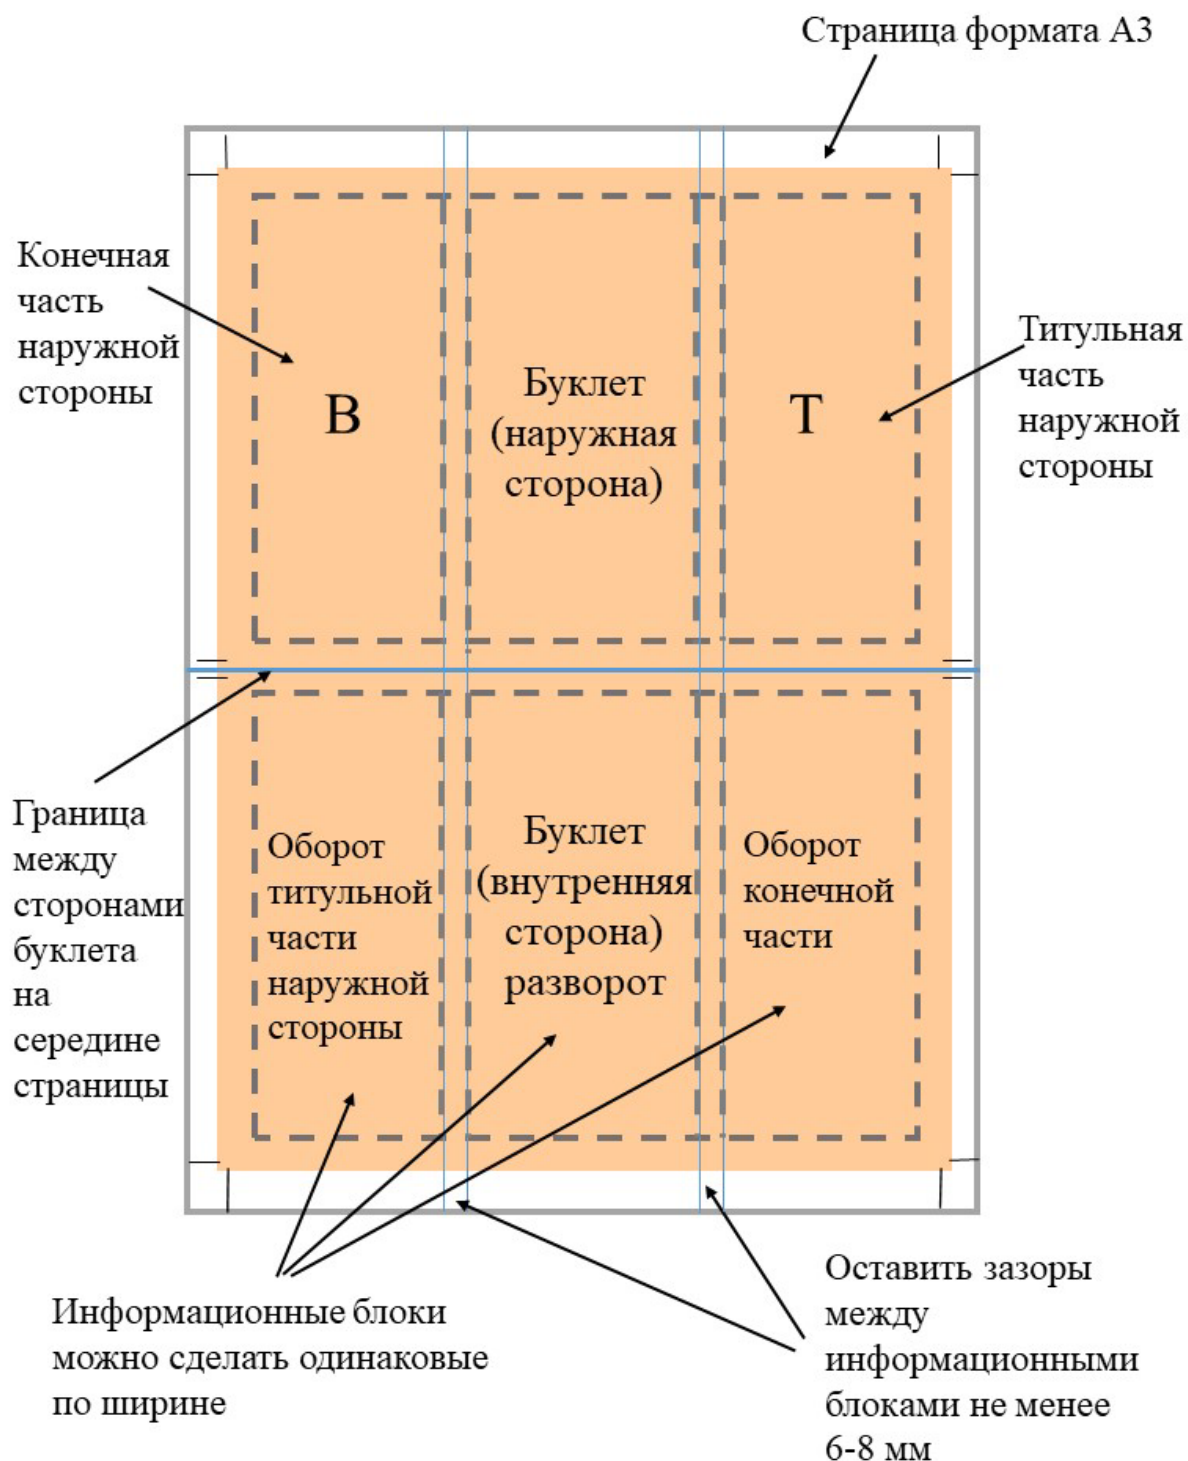 Страница формата А3
Конечная
часть
наружной
стороны
В
Буклет
(наружная
сторона)
Т
Титульная
часть
наружной
стороны
Граница
между
сторонами
буклета
на
середине
страницы
Оборот
титульной
части
наружной
стороны
Буклет
(внутренняя
сторона)
разворот
Оборот
конечной
части
Информационные блоки
можно сделать одинаковые
по ширине
Оставить зазоры
между
информационными
блоками не менее
6-8 мм